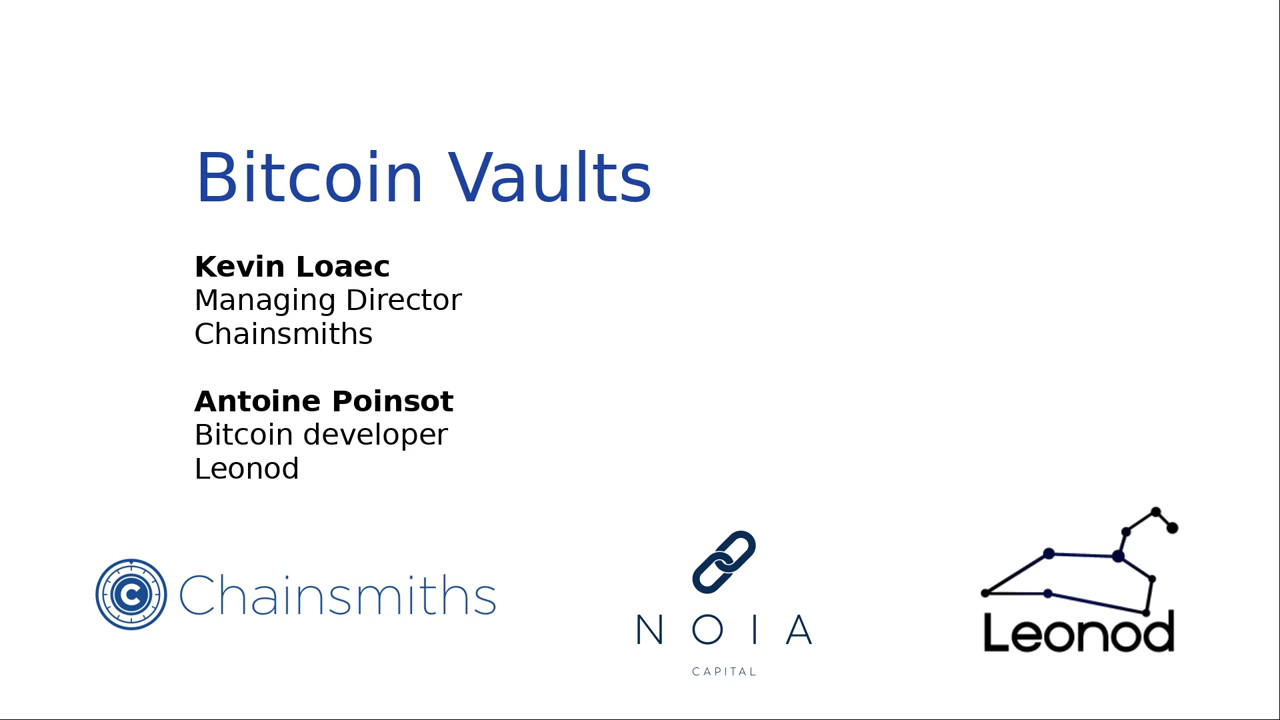 Bitcoin Vaults
Kevin Loaec
Managing Director
Chainsmiths
Antoine Poinsot
Bitcoin developer
Leonod
C Chainsmiths
NOIA
CAPITAL
Leonod